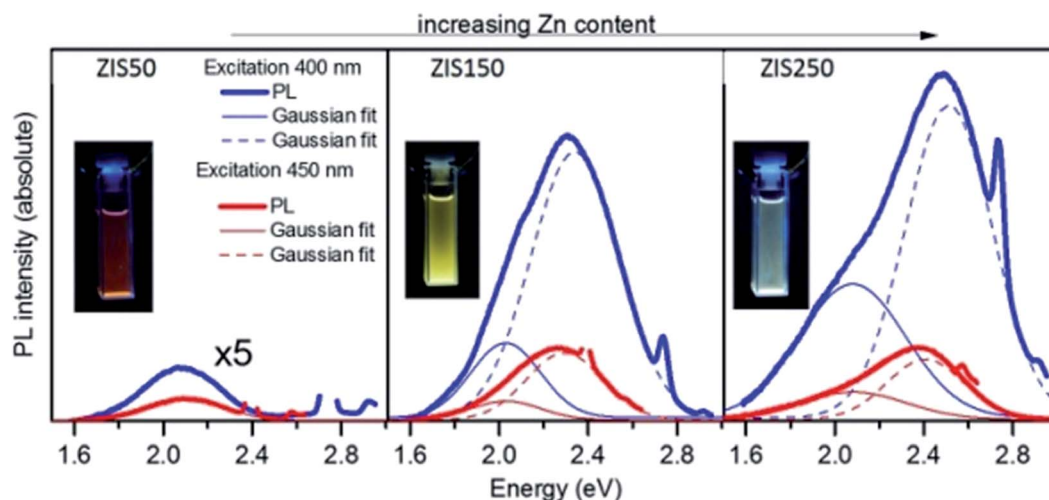 increasing Zn content
ZIS50
Excitation 400 nm
PL
Gaussian fit
Gaussian fit
Excitation 450 nm
PL
Gaussian fit
Gaussian fit
x5
ZIS150
ZIS250
PL intensity (absolute)
1.6 2.0 2.4 2.8 1.6 2.0 2.4 2.8 1.6 2.0 2.4 2.8
Energy (eV)